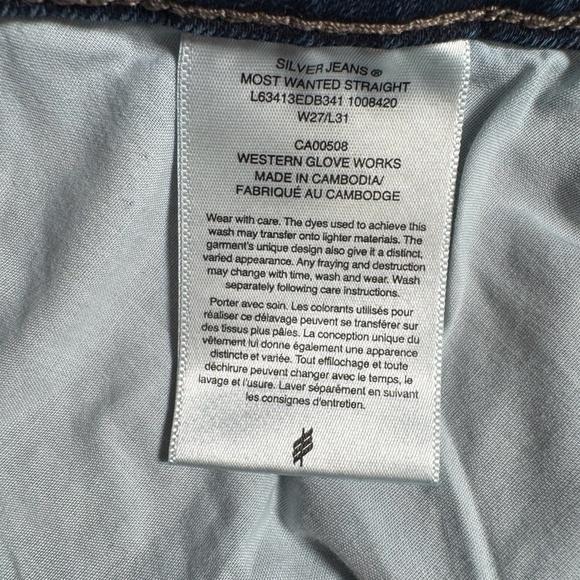 SILVER JEANS ®
MOST WANTED STRAIGHT
L63413EDB341 1008420
W27/L31
CA00508
WESTERN GLOVE WORKS
MADE IN CAMBODIA/
FABRIQUÉ AU CAMBODGE
Wear with care. The dyes used to achieve this
wash may transfer onto lighter materials. The
garment's unique design also give it a distinct,
varied appearance. Any fraying and destruction
may change with time, wash and wear. Wash
separately following care instructions.
Porter avec soin. Les colorants utilisés pour
réaliser ce délavage peuvent se transférer sur
des tissus plus pâles. La conception unique du
vêtement lui donne également une apparence
distincte et variée. Tout effilochage et toute
déchirure peuvent changer avec le temps, le
lavage et l'usure. Laver séparément en suivant
les consignes d'entretien.